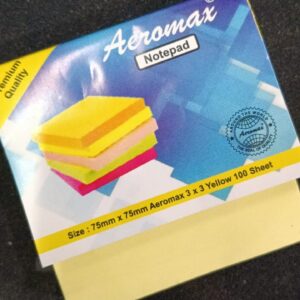 Premium
Quality
Aeromax
Notepad
Aeromax
Size : 75mm x 75mm Aeromax 3 x 3 Yellow 100 Sheet